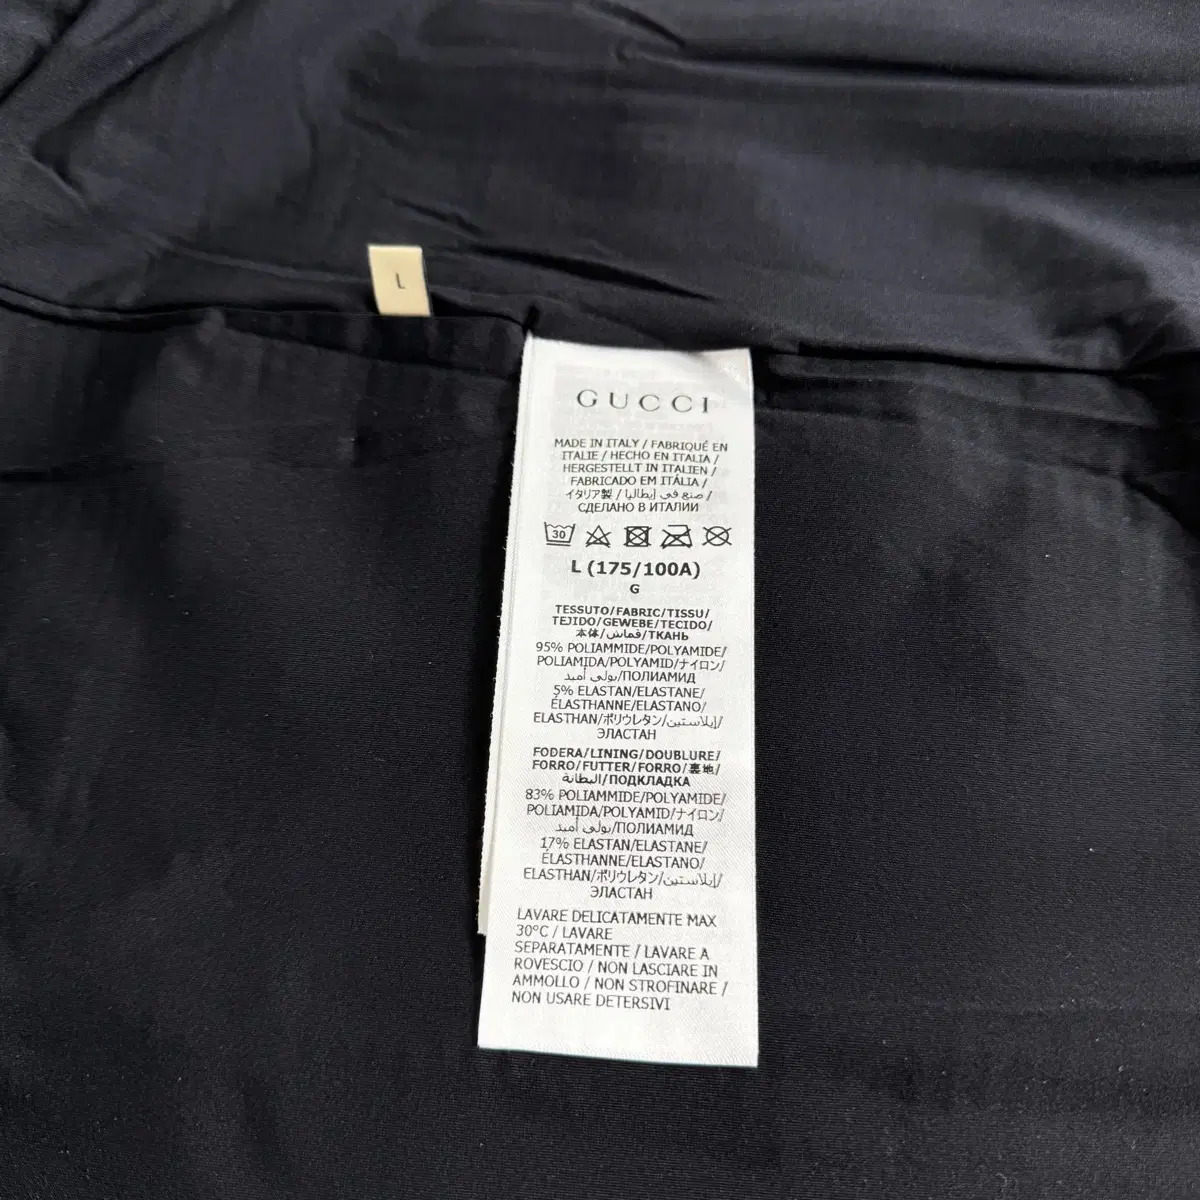 L
GUCCI
MADE IN ITALY / FABRIQUÉ EN
ITALIE / HECHO EN ITALIA /
HERGESTELLT IN ITALIEN /
FABRICADO EM ITÁLIA /
イタリア製 / صنع في إيطاليا /
СДЕЛАНО В ИТАЛИИ
30
L (175/100A)
G
TESSUTO/FABRIC/TISSU/
TEJIDO/GEWEBE/TECIDO/
本体/قماش/ТКАНЬ
95% POLIAMMIDE/POLYAMIDE/
POLIAMIDA/POLYAMID/ナイロン/
بولي أميد/ПОЛИАМИД
5% ELASTAN/ELASTANE/
ÉLASTHANNE/ELASTANO/
ELASTHAN/ポリウレタン/إيلاستين/
ЭЛАСТАН
FODERA/LINING/DOUBLURE/
FORRO/FUTTER/FORRO/裏地/
البطانة/ПОДКЛАДКА
83% POLIAMMIDE/POLYAMIDE/
POLIAMIDA/POLYAMID/ナイロン/
بولي أميد/ПОЛИАМИД
17% ELASTAN/ELASTANE/
ÉLASTHANNE/ELASTANO/
ELASTHAN/ポリウレタン/إيلاستين/
ЭЛАСТАН
LAVARE DELICATAMENTE MAX
30°C / LAVARE
SEPARATAMENTE / LAVARE A
ROVESCIO / NON LASCIARE IN
AMMOLLO / NON STROFINARE /
NON USARE DETERSIVI